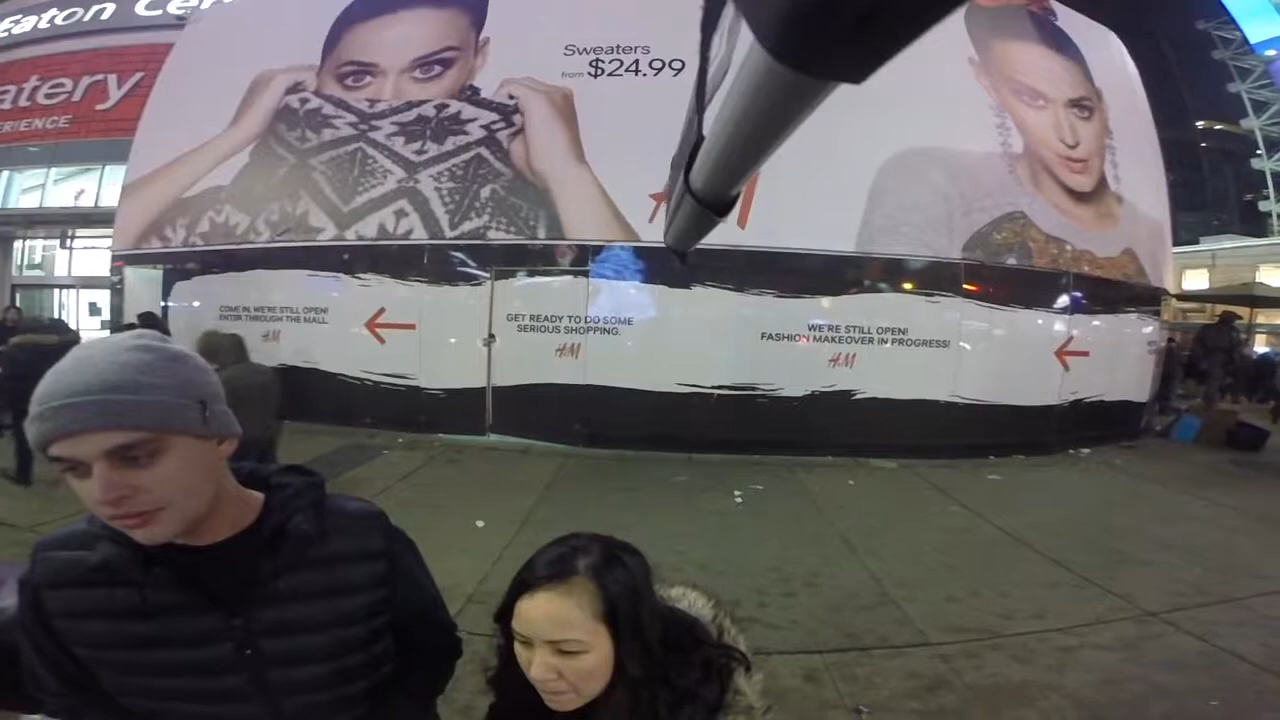 Eaton Cen
atery
RIENCE
Sweaters
from $24.99
COME IN, WE'RE STILL OPEN!
ENTER THROUGH THE MALL.
H&M
GET READY TO DO SOME
SERIOUS SHOPPING.
H&M
WE'RE STILL OPEN!
FASHION MAKEOVER IN PROGRESS!
H&M